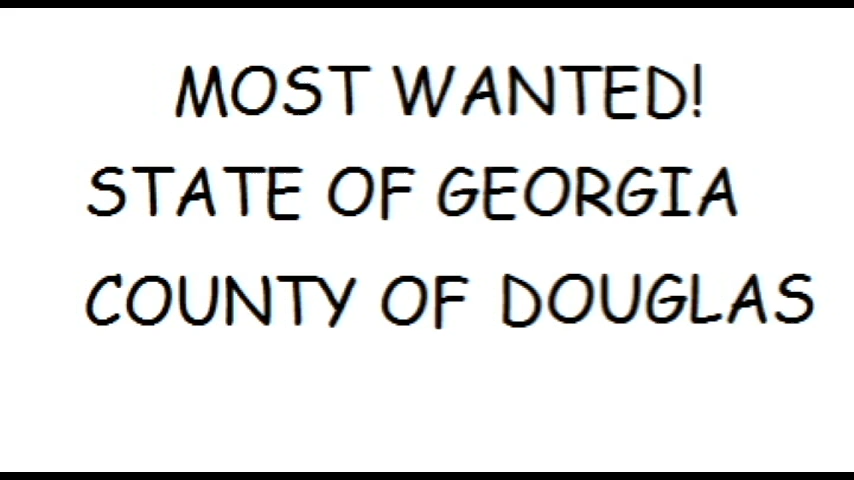 MOST WANTED!
STATE OF GEORGIA
COUNTY OF DOUGLAS